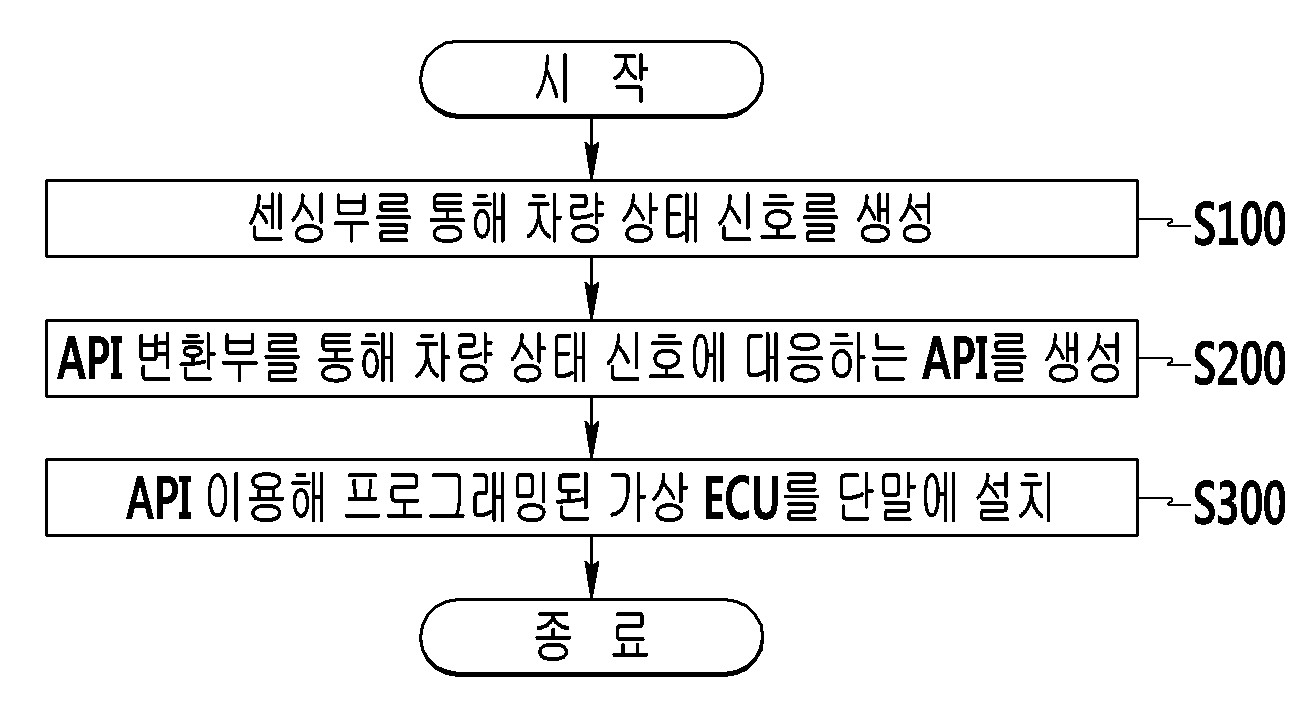 시 작
센싱부를 통해 차량 상태 신호를 생성
S100
API 변환부를 통해 차량 상태 신호에 대응하는 API를 생성
S200
API 이용해 프로그래밍된 가상 ECU를 단말에 설치
S300
종 료